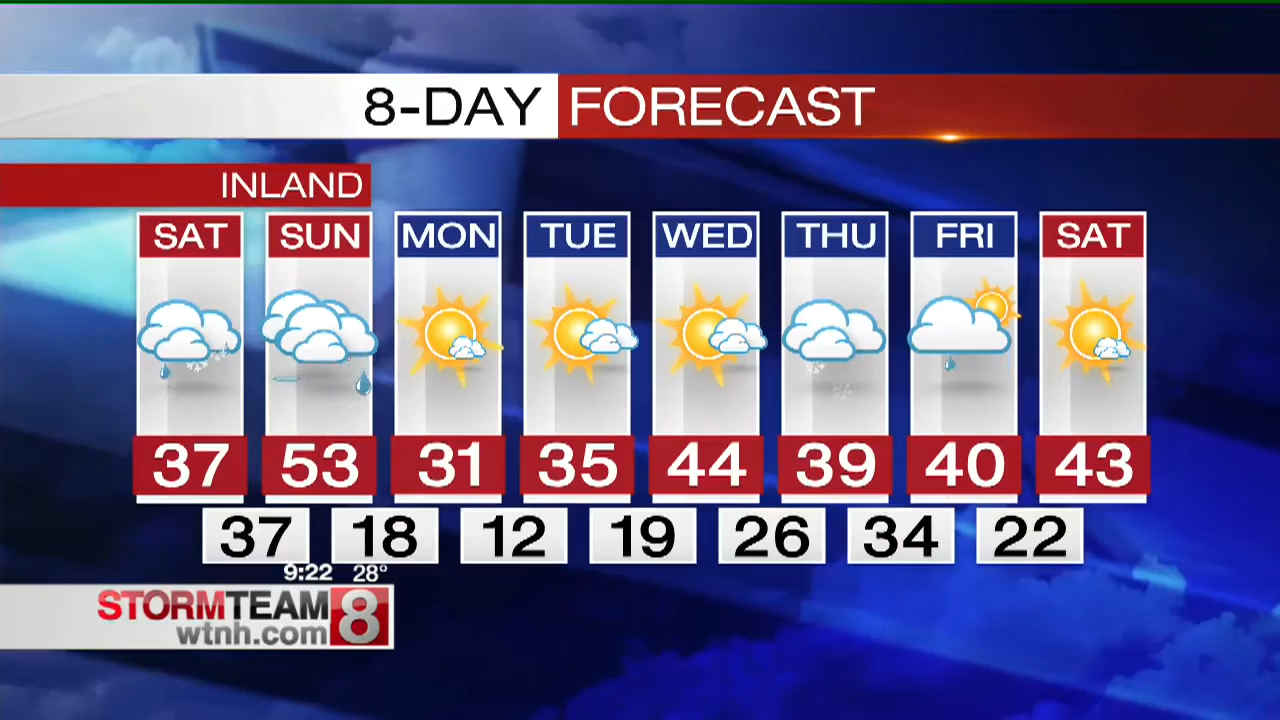 8-DAY FORECAST
INLAND
SAT SUN MON TUE WED THU FRI SAT
37 53 31 35 44 39 40 43
37 18 12 19 26 34 22
9:22 28°
STORMTEAM 8
wtnh.com